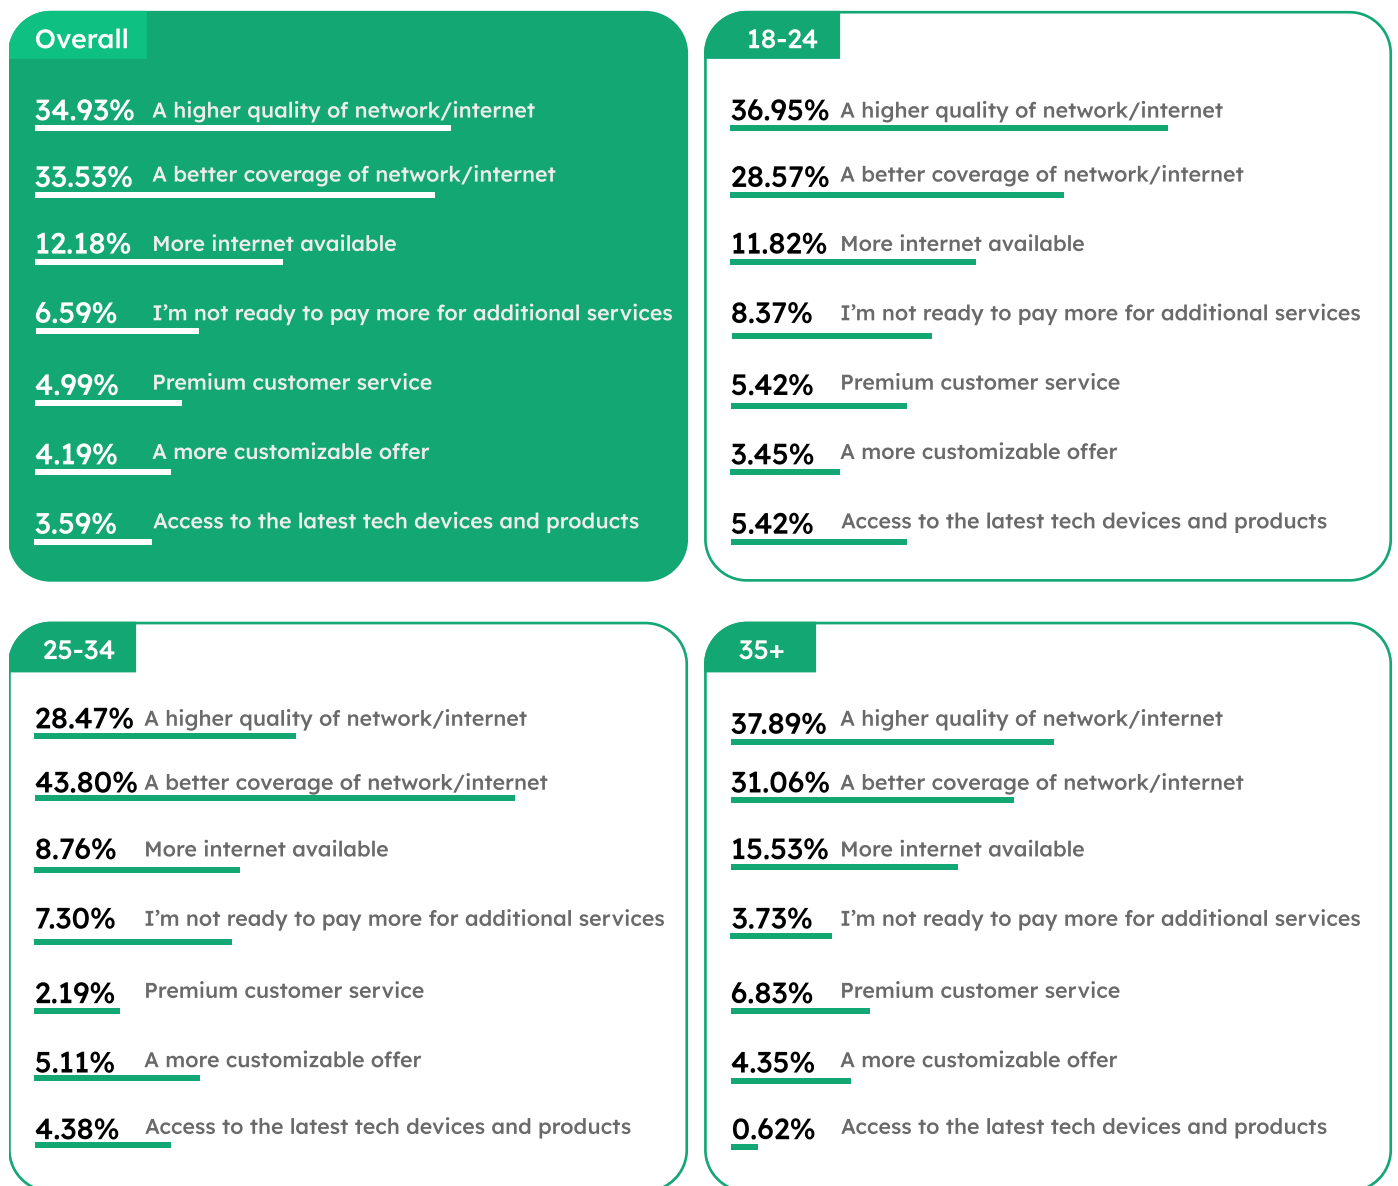 Overall
34.93% A higher quality of network/internet
33.53% A better coverage of network/internet
12.18% More internet available
6.59% I’m not ready to pay more for additional services
4.99% Premium customer service
4.19% A more customizable offer
3.59% Access to the latest tech devices and products
18-24
36.95% A higher quality of network/internet
28.57% A better coverage of network/internet
11.82% More internet available
8.37% I’m not ready to pay more for additional services
5.42% Premium customer service
3.45% A more customizable offer
5.42% Access to the latest tech devices and products
25-34
28.47% A higher quality of network/internet
43.80% A better coverage of network/internet
8.76% More internet available
7.30% I’m not ready to pay more for additional services
2.19% Premium customer service
5.11% A more customizable offer
4.38% Access to the latest tech devices and products
35+
37.89% A higher quality of network/internet
31.06% A better coverage of network/internet
15.53% More internet available
3.73% I’m not ready to pay more for additional services
6.83% Premium customer service
4.35% A more customizable offer
0.62% Access to the latest tech devices and products